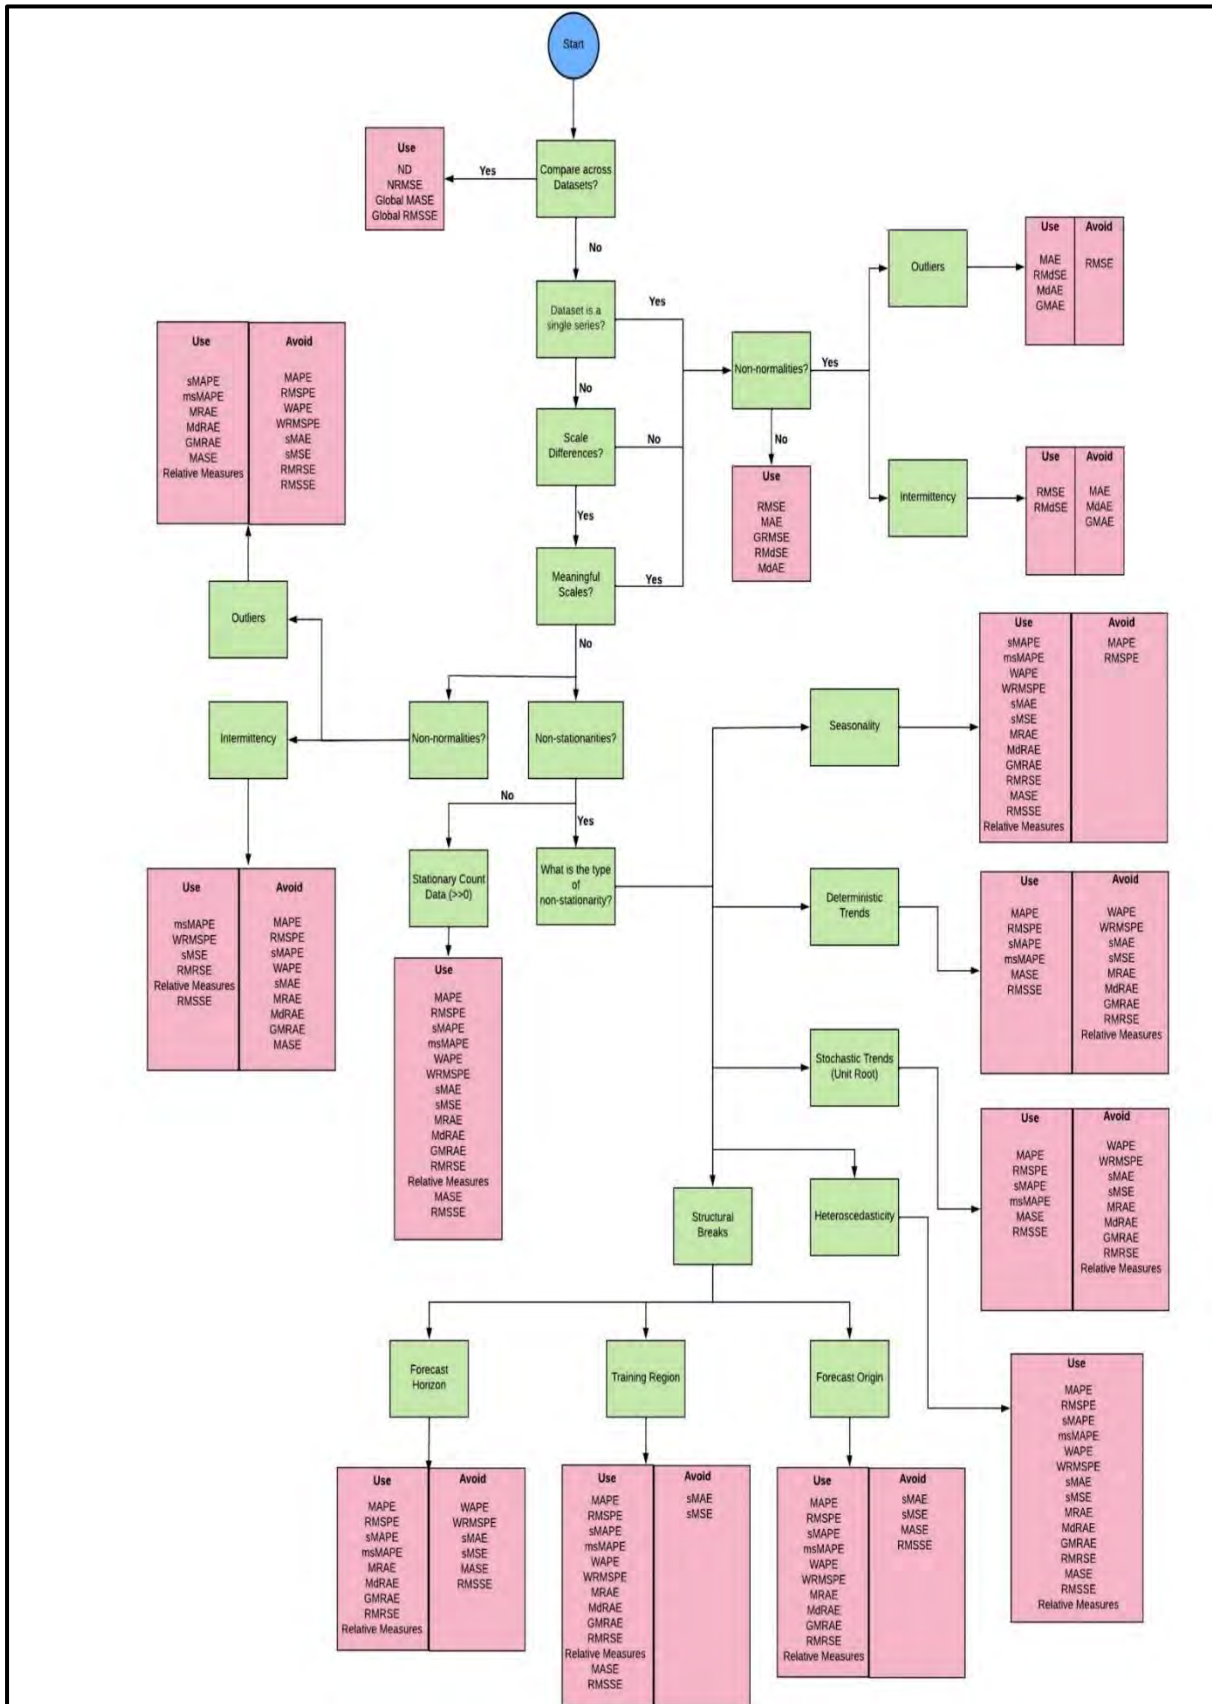 Start
Compare across
Datasets?
Yes
Use
ND
NRMSE
Global MASE
Global RMSSE
No
Dataset is a
single series?
Yes
No
Scale
Differences?
No
Yes
Meaningful
Scales?
Yes
No
Non-normalities?
Yes
No
Use
RMSE
MAE
GRMSE
RMdSE
MdAE
Outliers
Use
MAE
RMdSE
MdAE
GMAE
Avoid
RMSE
Intermittency
Use
RMSE
RMdSE
Avoid
MAE
MdAE
GMAE
Use
sMAPE
msMAPE
MRAE
MdRAE
GMRAE
MASE
Relative Measures
Avoid
MAPE
RMSPE
WAPE
WRMSPE
sMAE
sMSE
RMRSE
RMSSE
Outliers
Intermittency
Non-normalities?
Non-stationarities?
Use
msMAPE
WRMSPE
sMSE
RMRSE
Relative Measures
RMSSE
Avoid
MAPE
RMSPE
sMAPE
WAPE
sMAE
MRAE
MdRAE
GMRAE
MASE
No
Yes
Stationary Count
Data (>>0)
Use
MAPE
RMSPE
sMAPE
msMAPE
WAPE
WRMSPE
sMAE
sMSE
MRAE
MdRAE
GMRAE
RMRSE
Relative Measures
MASE
RMSSE
What is the type
of
non-stationarity?
Seasonality
Use
sMAPE
msMAPE
WAPE
WRMSPE
sMAE
sMSE
MRAE
MdRAE
GMRAE
RMRSE
MASE
RMSSE
Relative Measures
Avoid
MAPE
RMSPE
Deterministic
Trends
Use
MAPE
RMSPE
sMAPE
msMAPE
MASE
RMSSE
Avoid
WAPE
WRMSPE
sMAE
sMSE
MRAE
MdRAE
GMRAE
RMRSE
Relative Measures
Stochastic Trends
(Unit Root)
Use
MAPE
RMSPE
sMAPE
msMAPE
MASE
RMSSE
Avoid
WAPE
WRMSPE
sMAE
sMSE
MRAE
MdRAE
GMRAE
RMRSE
Relative Measures
Structural
Breaks
Heteroscedasticity
Use
MAPE
RMSPE
sMAPE
msMAPE
WAPE
WRMSPE
sMAE
sMSE
MRAE
MdRAE
GMRAE
RMRSE
MASE
RMSSE
Relative Measures
Forecast
Horizon
Use
MAPE
RMSPE
sMAPE
msMAPE
MRAE
MdRAE
GMRAE
RMRSE
Relative Measures
Avoid
WAPE
WRMSPE
sMAE
sMSE
MASE
RMSSE
Training Region
Use
MAPE
RMSPE
sMAPE
msMAPE
WAPE
WRMSPE
MRAE
MdRAE
GMRAE
RMRSE
Relative Measures
MASE
RMSSE
Avoid
sMAE
sMSE
Forecast Origin
Use
MAPE
RMSPE
sMAPE
msMAPE
WAPE
WRMSPE
MRAE
MdRAE
GMRAE
RMRSE
Relative Measures
Avoid
sMAE
sMSE
MASE
RMSSE